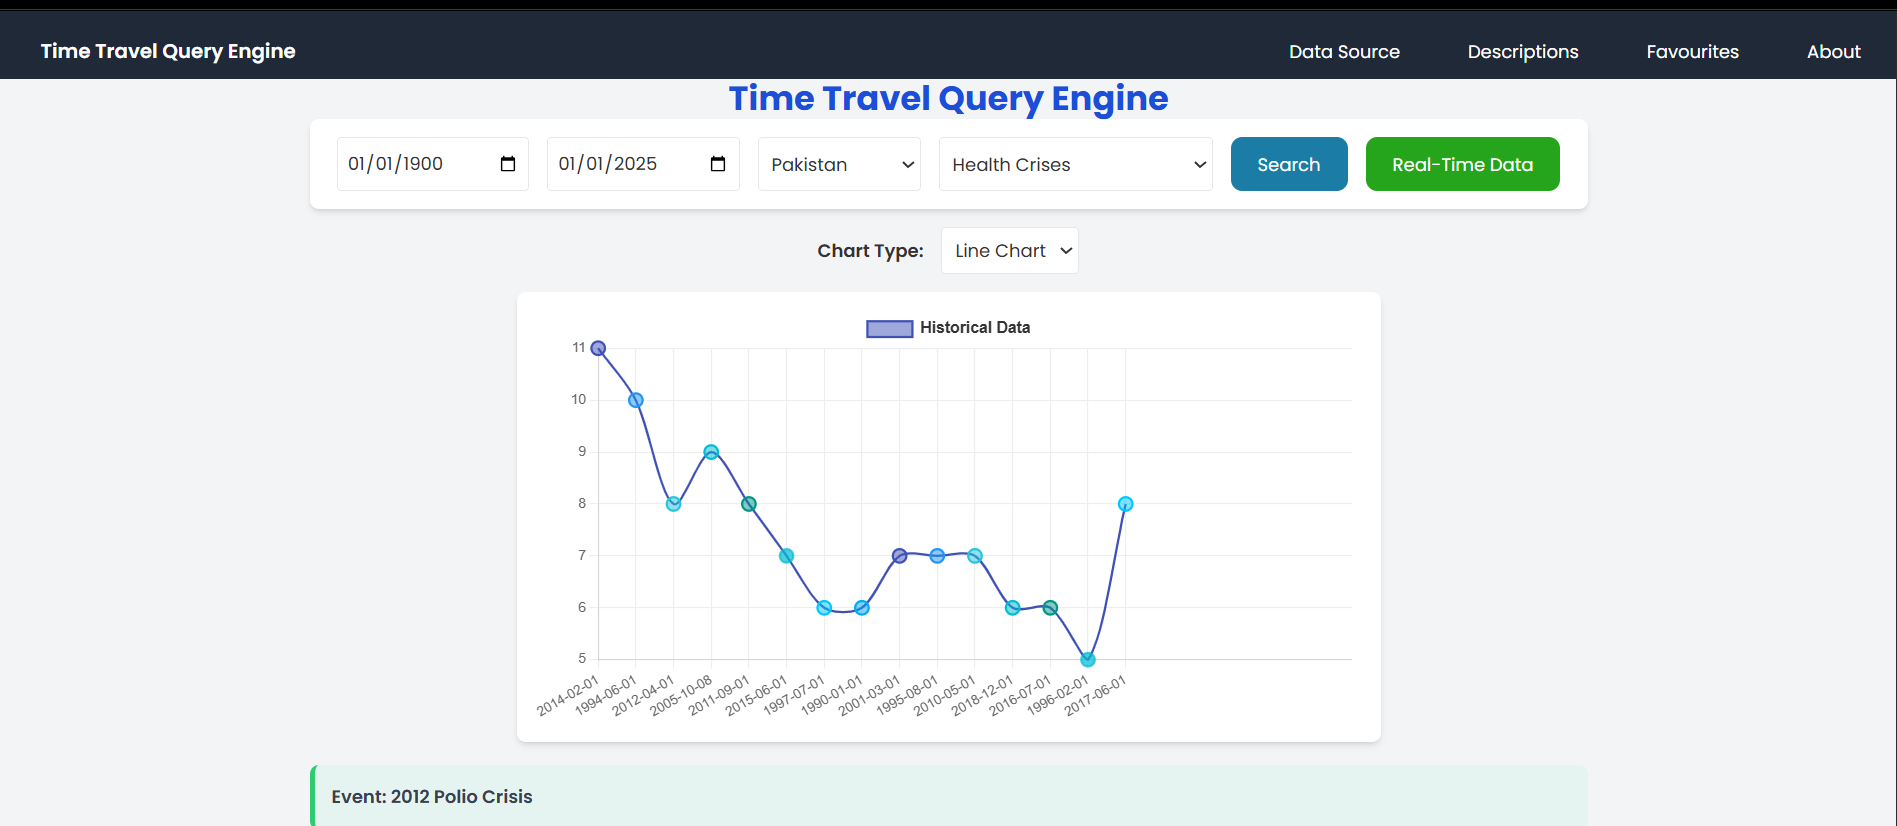 Time Travel Query Engine
Data Source
Descriptions
Favourites
About
Time Travel Query Engine
01/01/1900
01/01/2025
Pakistan
Health Crises
Search
Real-Time Data
Chart Type:
Line Chart
Historical Data
11
10
9
8
7
6
5
2014-02-01
1994-06-01
2012-04-01
2005-10-08
2011-09-01
2015-06-01
1997-07-01
1990-01-01
2001-03-01
1995-08-01
2010-05-01
2018-12-01
2016-07-01
1996-02-01
2017-06-01
Event: 2012 Polio Crisis